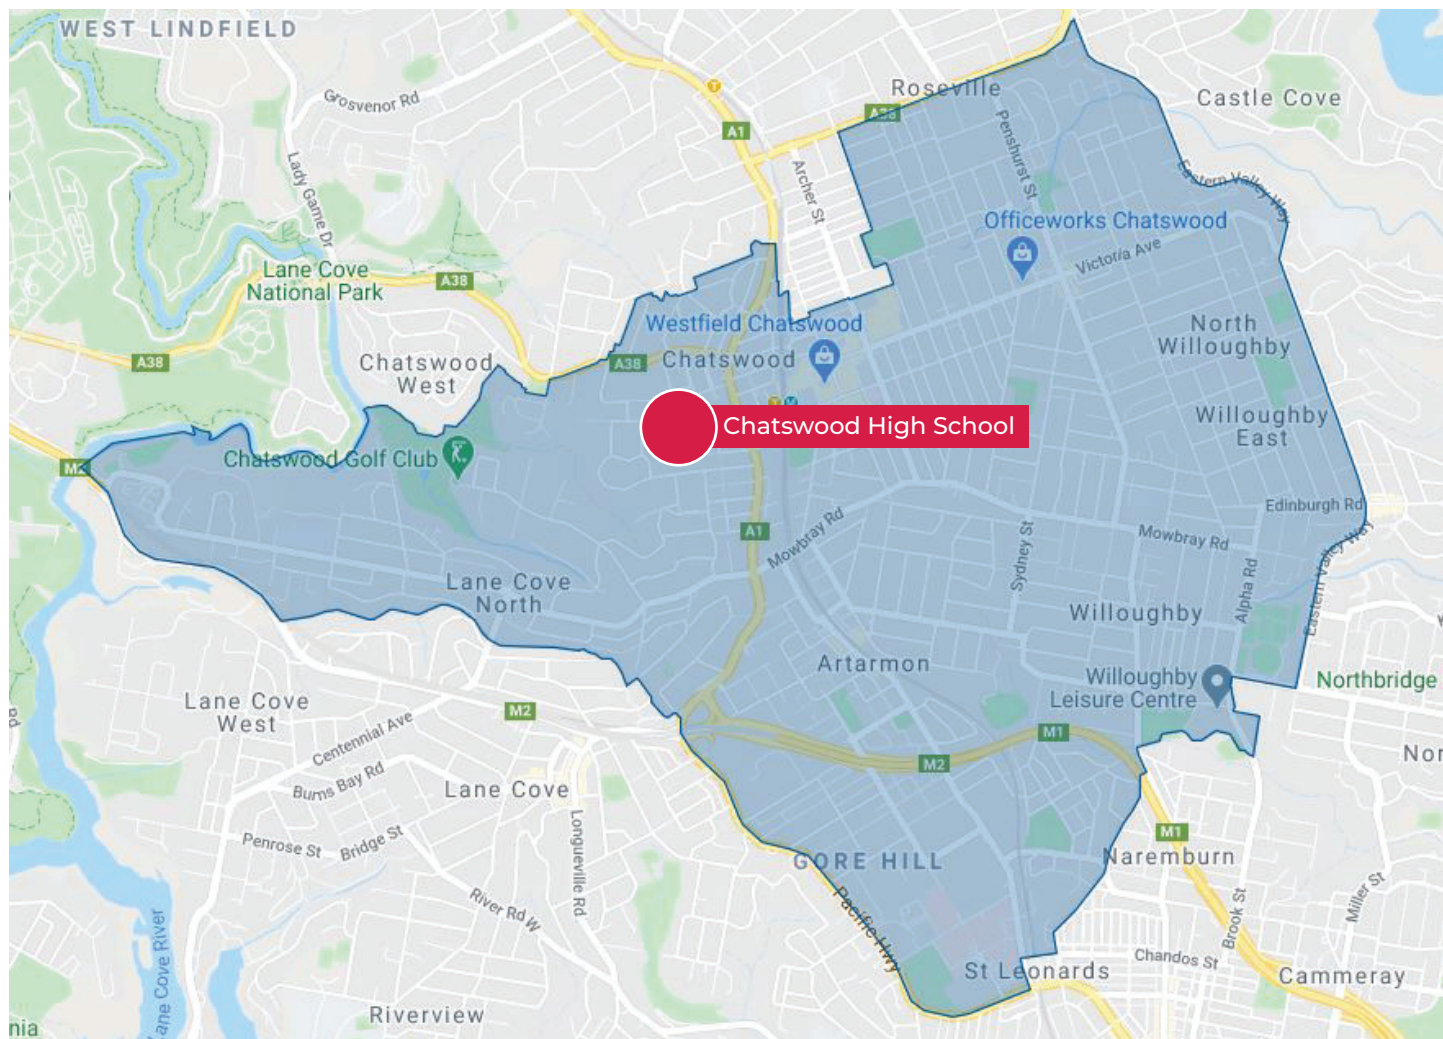 WEST LINDFIELD
Grosvenor Rd
Lady Game Dr
A1
Roseville
A38
Castle Cove
Archer St
Penshurst St
Eastern Valley Way
Officeworks Chatswood
Victoria Ave
Lane Cove
National Park
A38
A38
Chatswood
West
Westfield Chatswood
Chatswood
A38
North
Willoughby
Willoughby
East
Chatswood High School
Chatswood Golf Club
M2
A1
Mowbray Rd
Sydney St
Mowbray Rd
Edinburgh Rd
Eastern Valley Way
Alpha Rd
Lane Cove
North
Willoughby
Artarmon
Willoughby
Leisure Centre
Northbridge
Lane Cove
West
M2
Centennial Ave
Burns Bay Rd
Lane Cove
M2
M1
Nor
Penrose St
Bridge St
Longueville Rd
GORE HILL
M1
Naremburn
Miller St
River Rd W
Pacific Hwy
Brook St
Lane Cove River
St Leonards
Chandos St
Cammeray
Riverview
nia